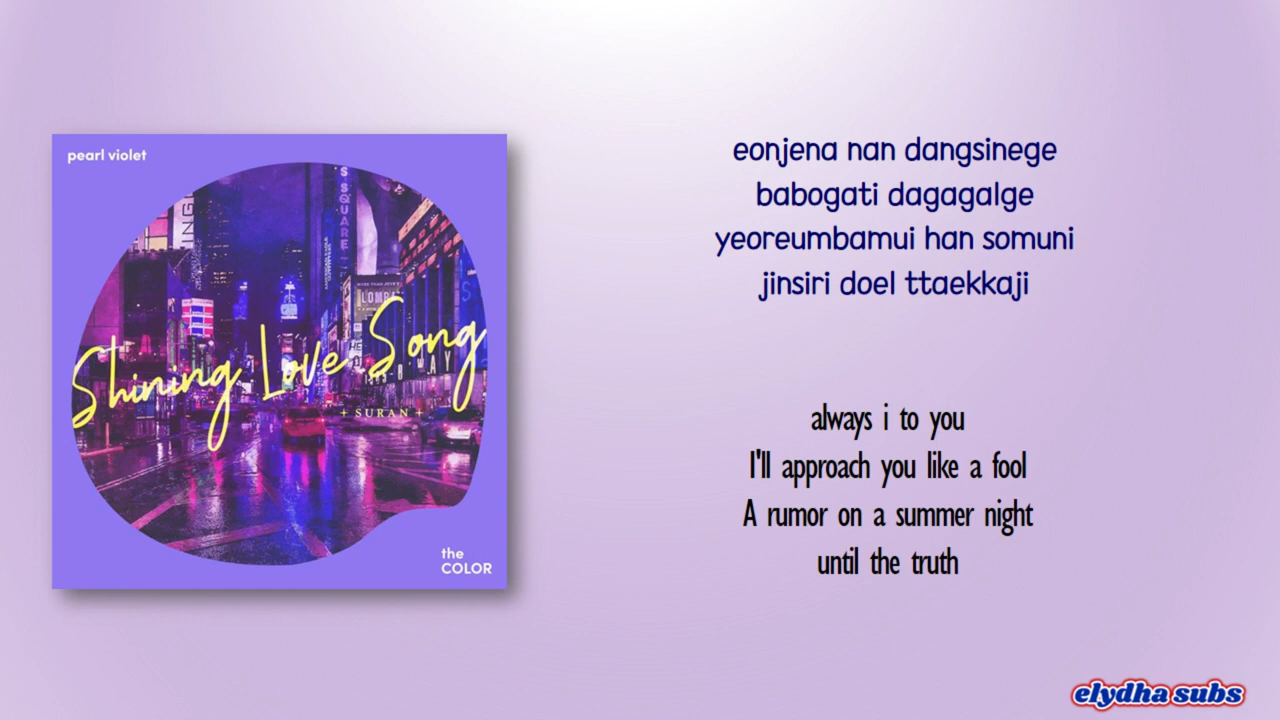 pearl violet
S SQUARE
Shining Love Song
+ SURAN +
the
COLOR
eonjena nan dangsinege
babogati dagagalge
yeoreumbamui han somuni
jinsiri doel ttaekkaji
always i to you
I'll approach you like a fool
A rumor on a summer night
until the truth
elydha subs